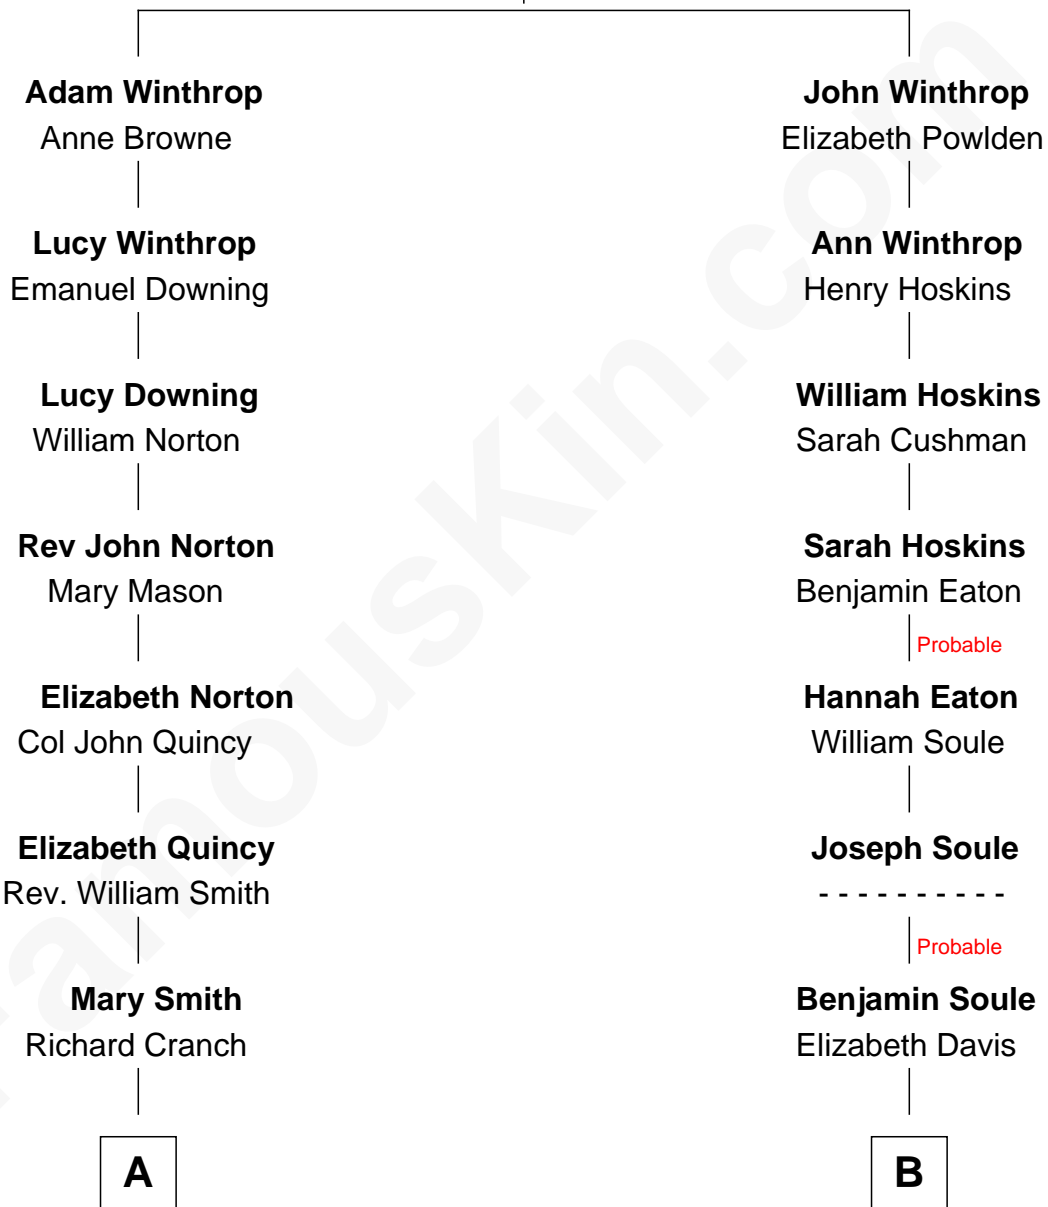 Adam Winthrop
Anne Browne
Lucy Winthrop
Emanuel Downing
Lucy Downing
William Norton
Rev John Norton
Mary Mason
Elizabeth Norton
Col John Quincy
Elizabeth Quincy
Rev. William Smith
Mary Smith
Richard Cranch
A
John Winthrop
Elizabeth Powlden
Ann Winthrop
Henry Hoskins
William Hoskins
Sarah Cushman
Sarah Hoskins
Benjamin Eaton
Probable
Hannah Eaton
William Soule
Joseph Soule
- - - - - - - - - -
Probable
Benjamin Soule
Elizabeth Davis
B
FamousKin.com